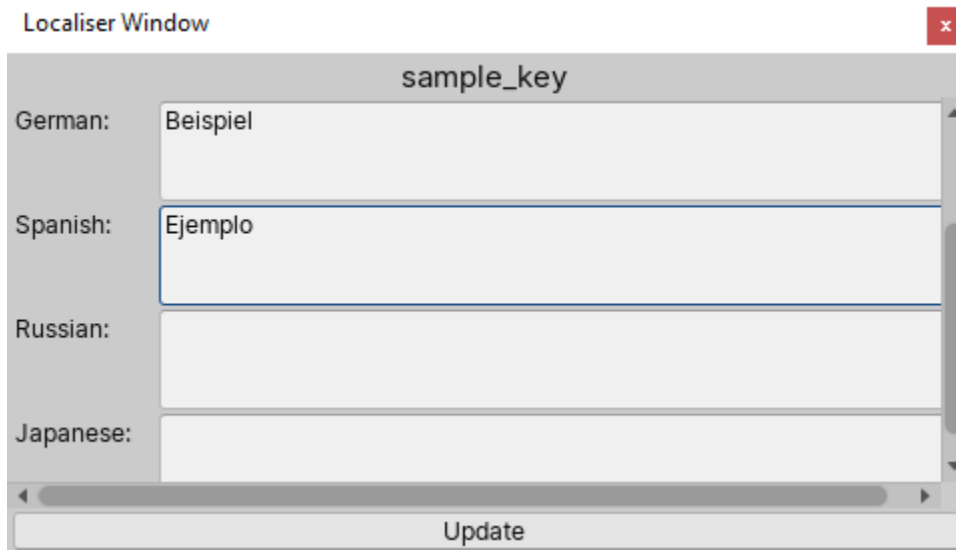 Localiser Window
x
sample_key
German:
Beispiel
Spanish:
Ejemplo
Russian:
Japanese:
Update